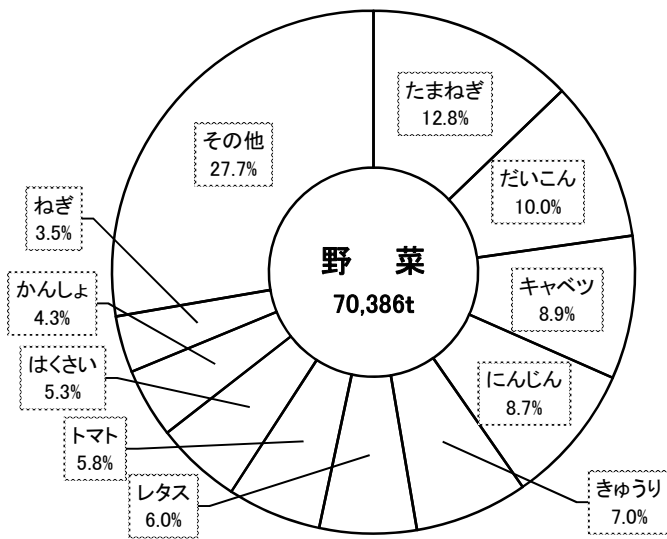 野 菜
70,386t
たまねぎ
12.8%
だいこん
10.0%
キャベツ
8.9%
にんじん
8.7%
きゅうり
7.0%
レタス
6.0%
トマト
5.8%
はくさい
5.3%
かんしょ
4.3%
ねぎ
3.5%
その他
27.7%